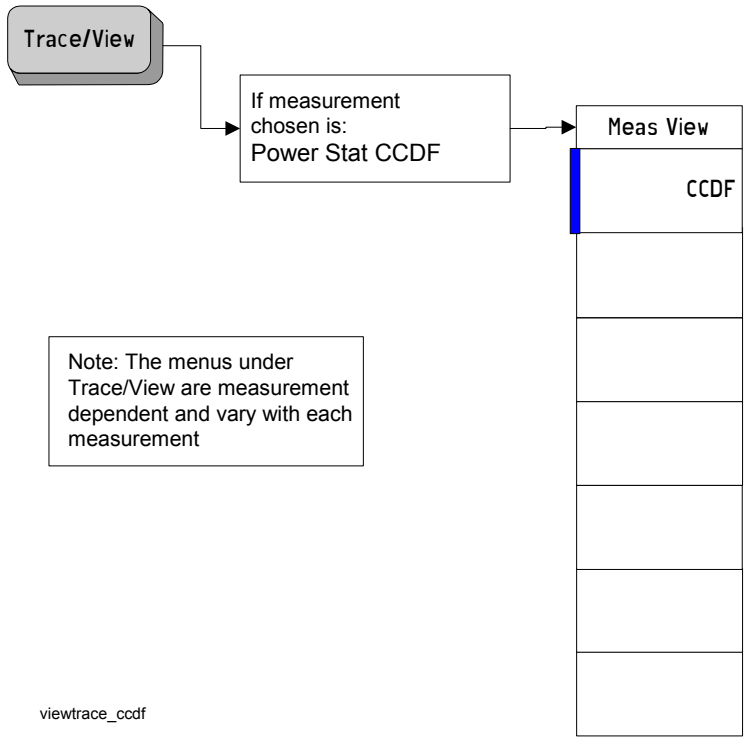 Trace/View
If measurement
chosen is:
Power Stat CCDF
Meas View
CCDF
Note: The menus under
Trace/View are measurement
dependent and vary with each
measurement
viewtrace_ccdf